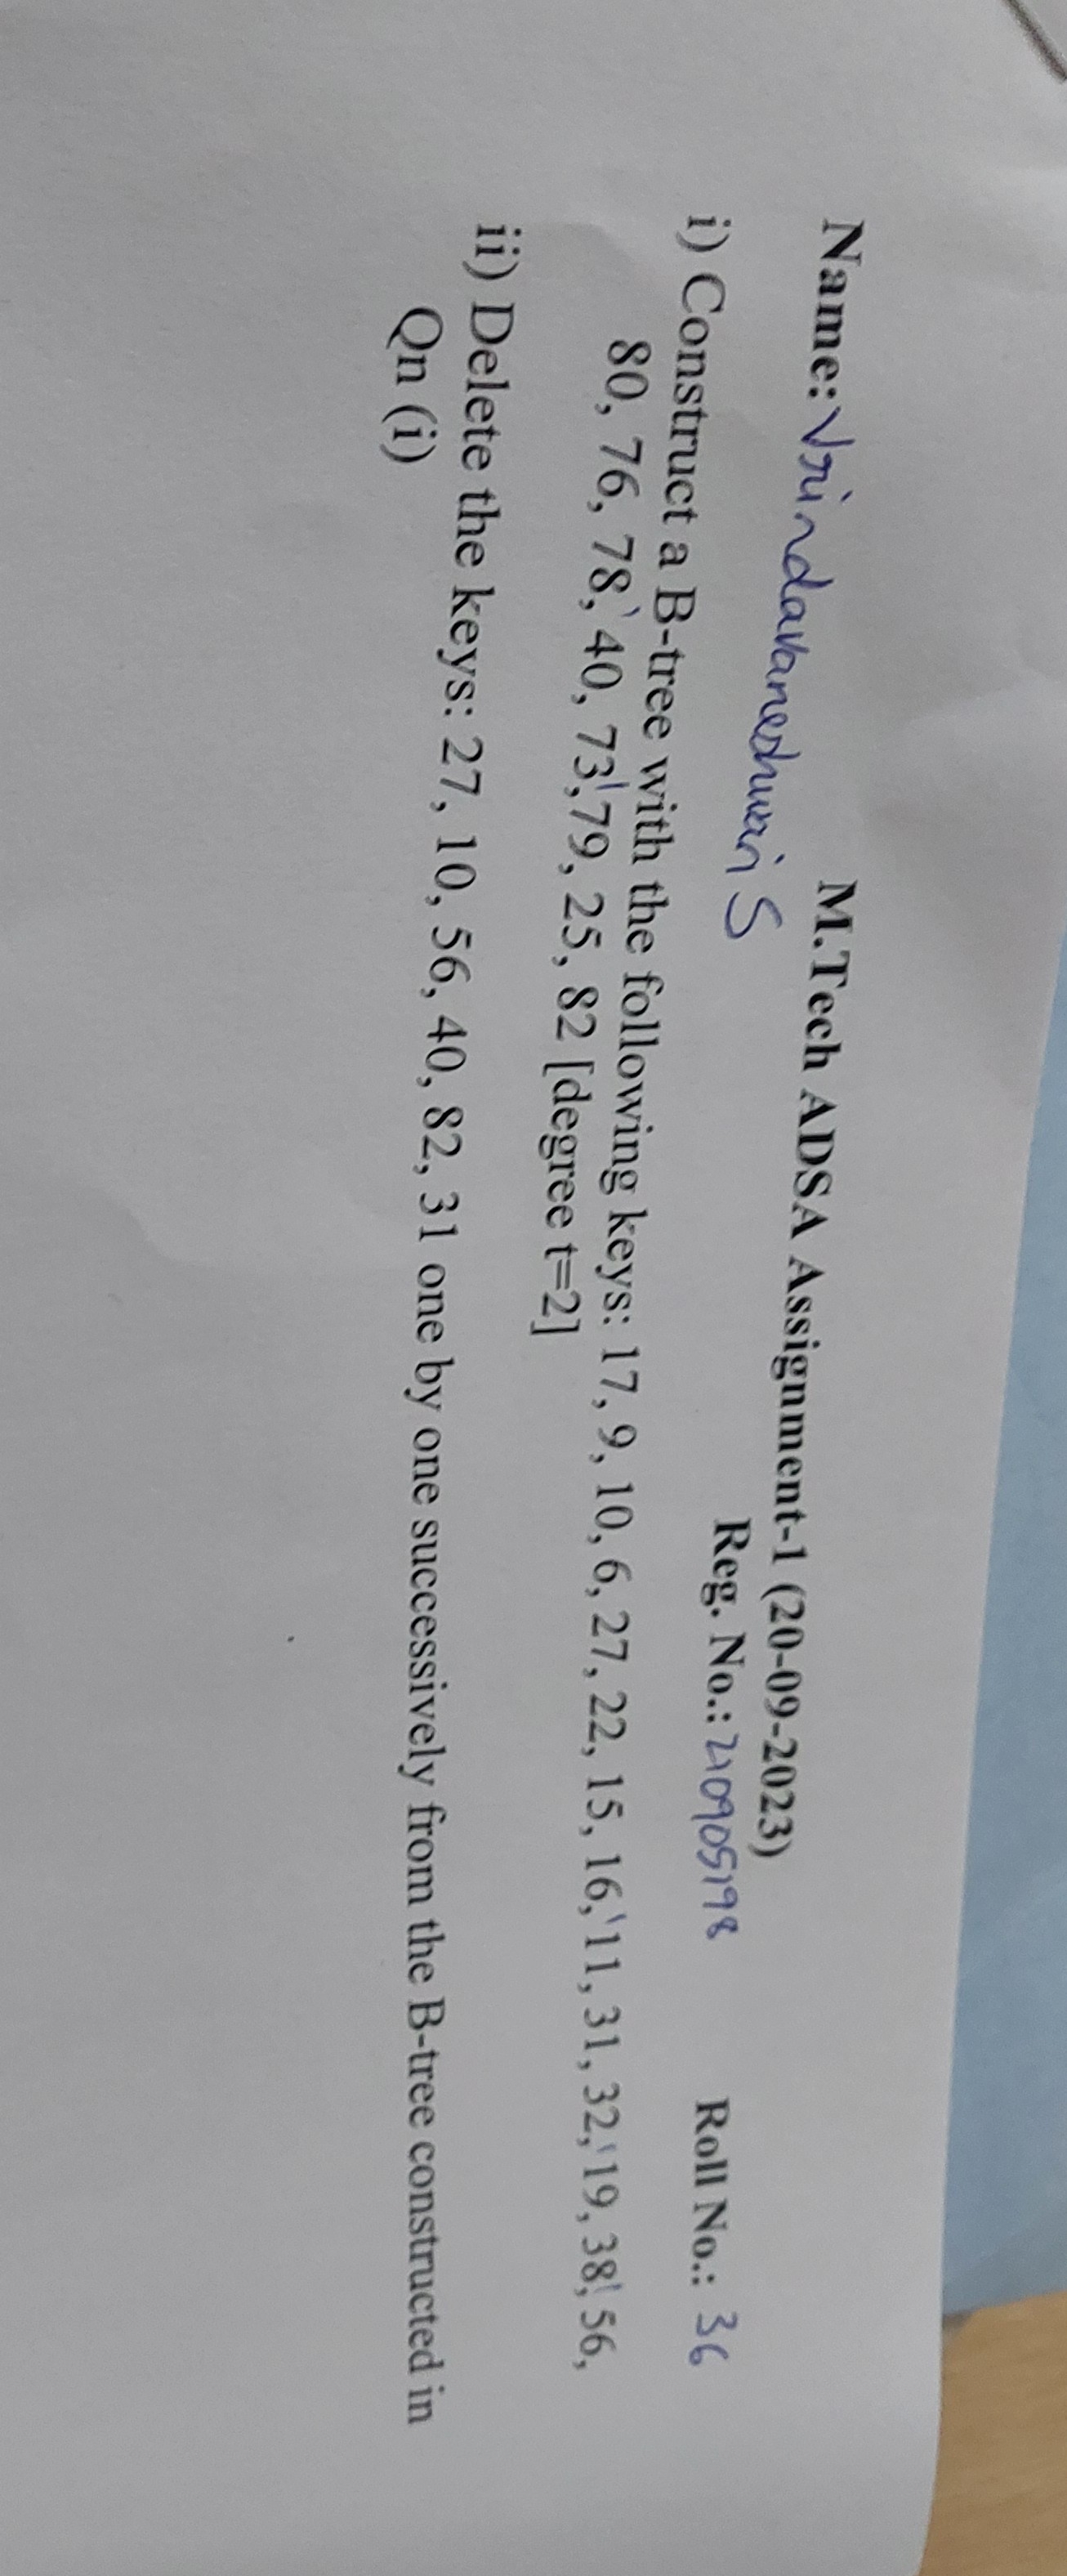 M.Tech ADSA Assignment-1 (20-09-2023)
Name: Vrindavaneshwari S Reg. No.: 210905198 Roll No.: 36
i) Construct a B-tree with the following keys: 17, 9, 10, 6, 27, 22, 15, 16, 11, 31, 32, 19, 38, 56,
80, 76, 78, 40, 73, 79, 25, 82 [degree t=2]
ii) Delete the keys: 27, 10, 56, 40, 82, 31 one by one successively from the B-tree constructed in
Qn (i)